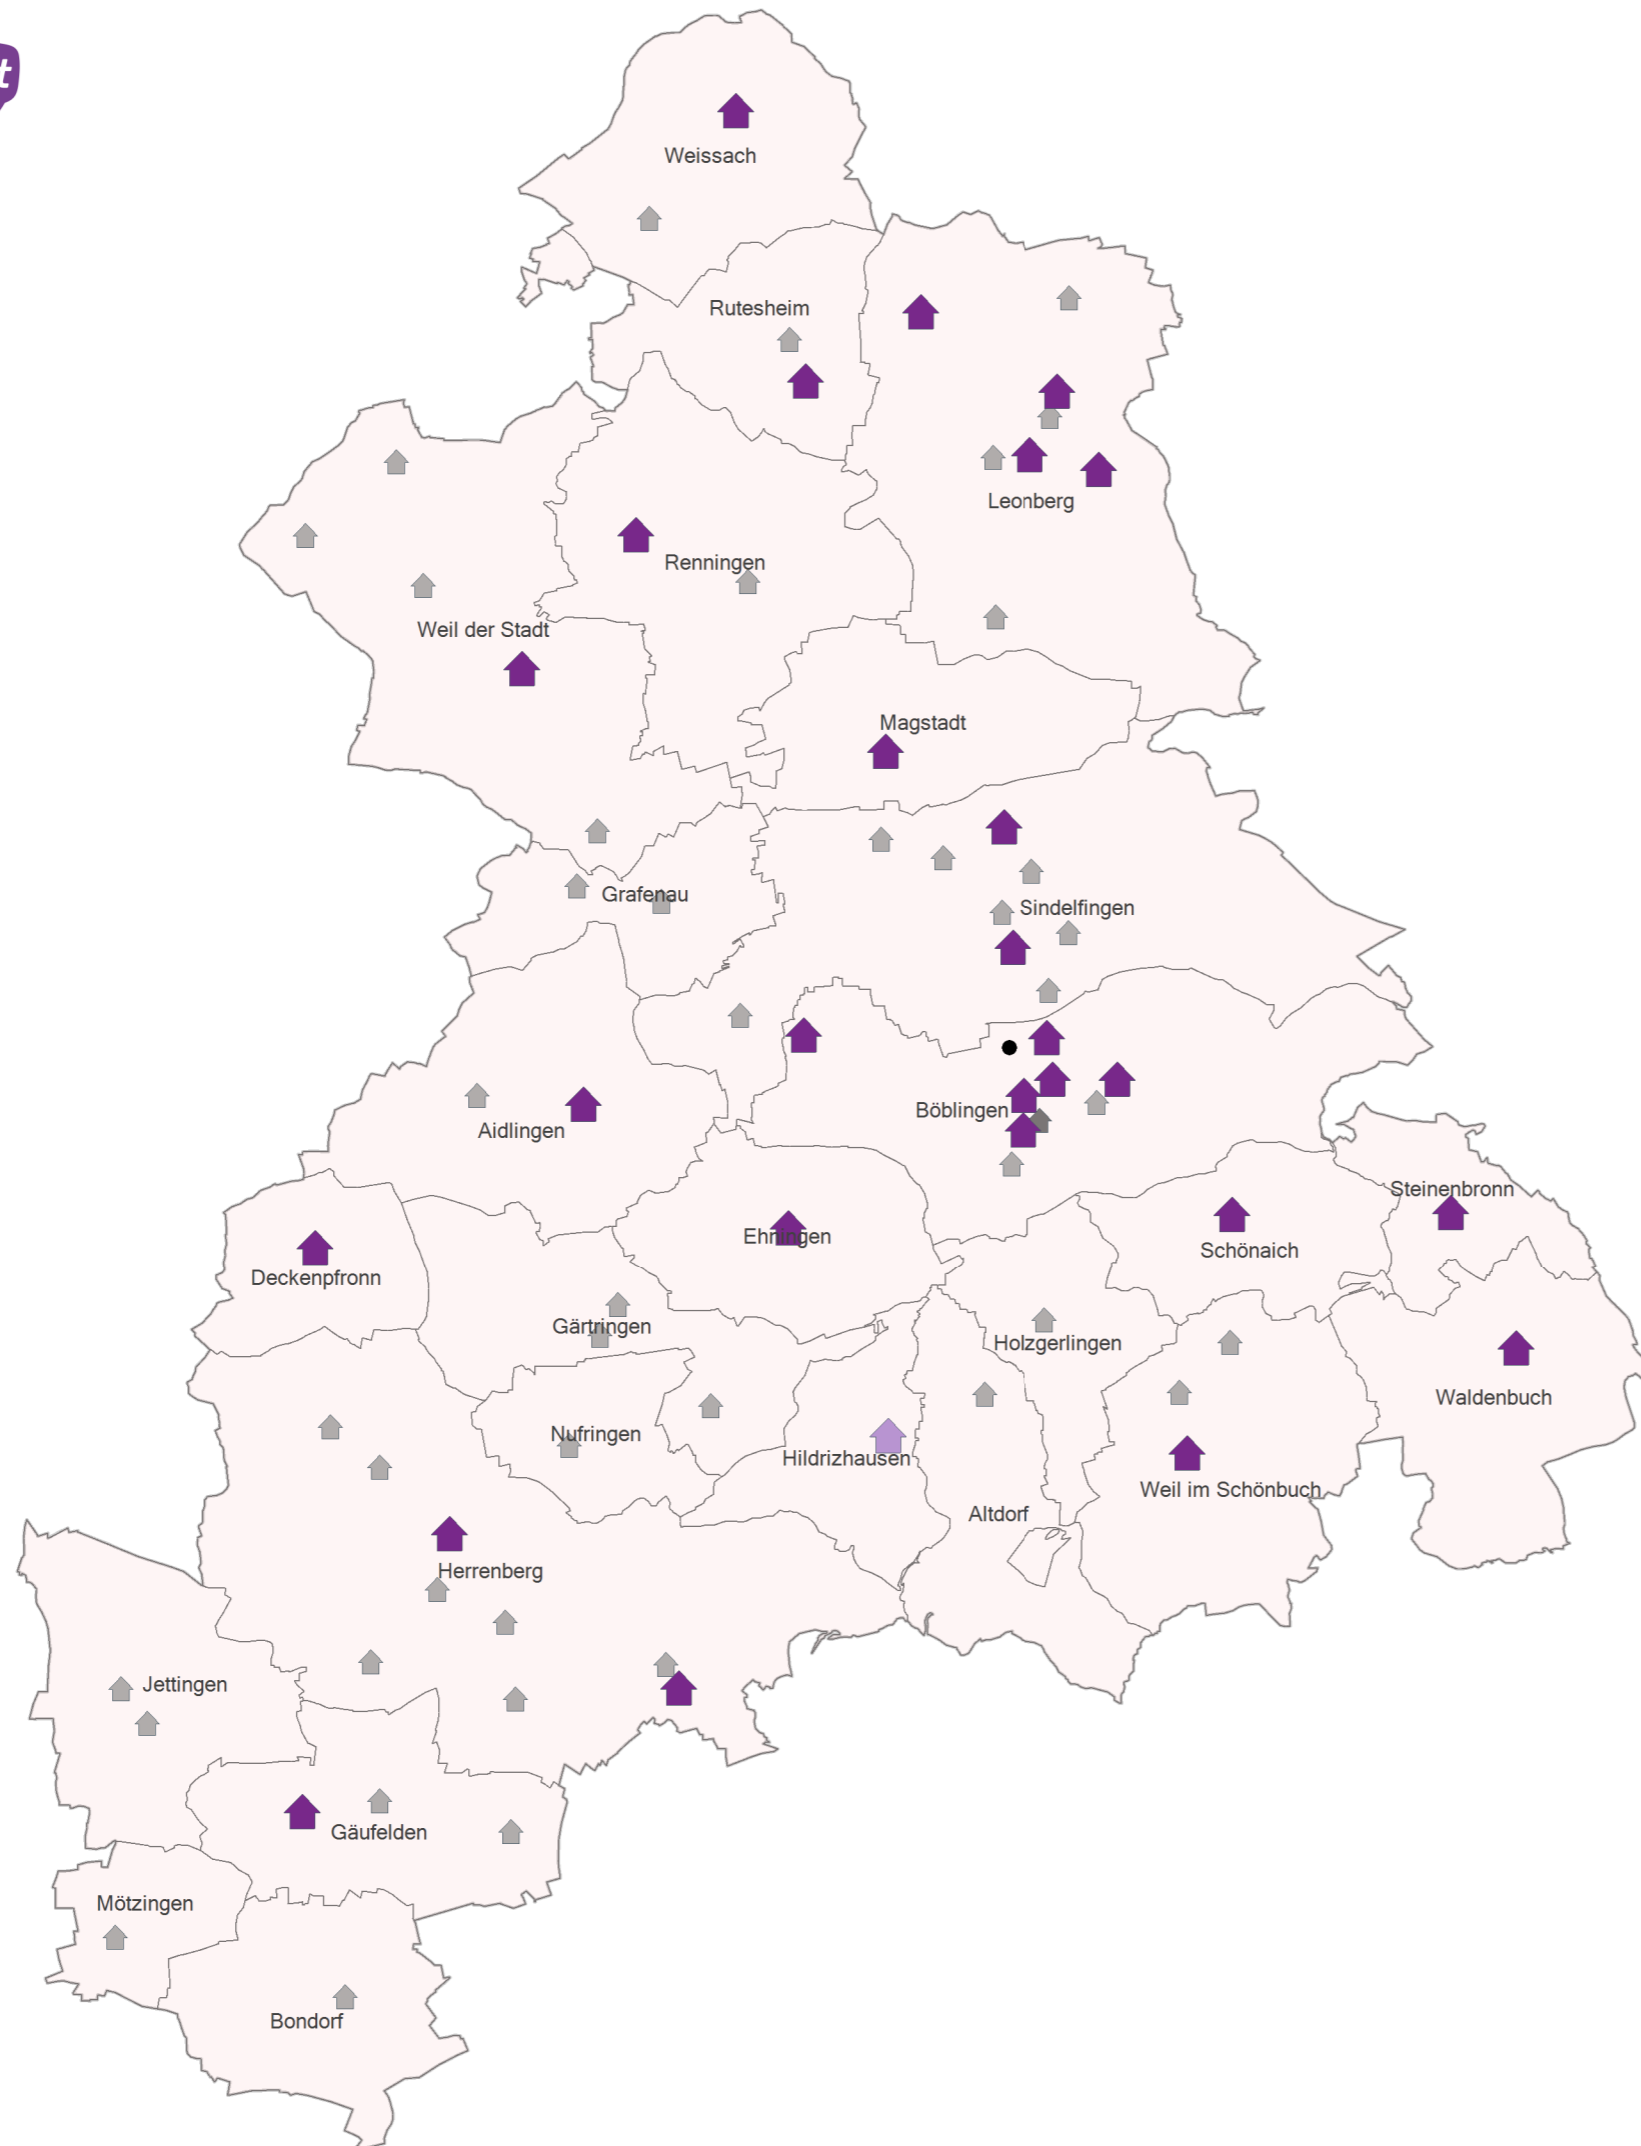 t
Weissach
Rutesheim
Leonberg
Renningen
Weil der Stadt
Magstadt
Grafenau
Sindelfingen
Böblingen
Aidlingen
Steinenbronn
Ehningen
Schönaich
Deckenpfronn
Gärtringen
Holzgerlingen
Waldenbuch
Nufringen
Hildrizhausen
Weil im Schönbuch
Altdorf
Herrenberg
Jettingen
Gäufelden
Mötzingen
Bondorf